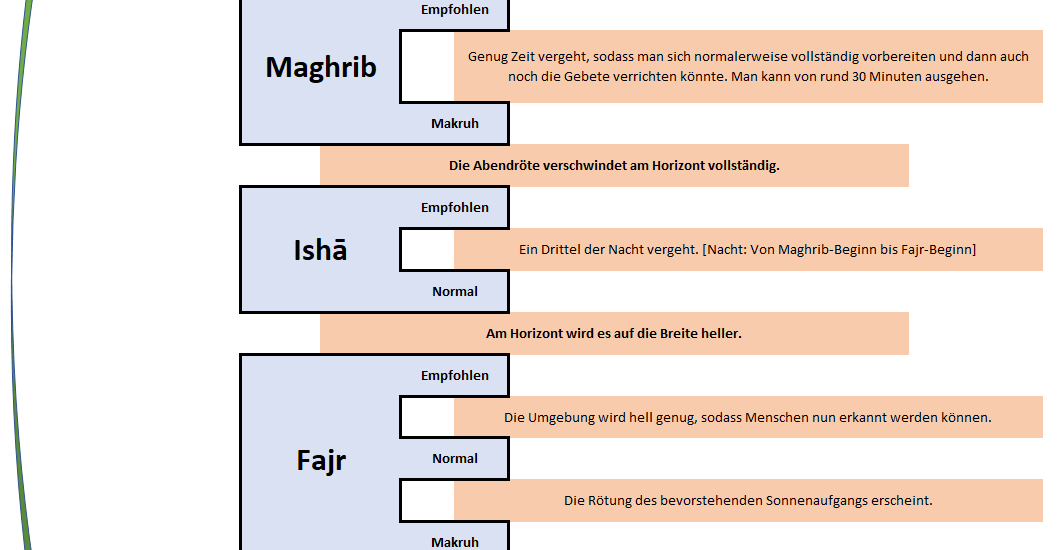 Empfohlen
Maghrib
Genug Zeit vergeht, sodass man sich normalerweise vollständig vorbereiten und dann auch
noch die Gebete verrichten könnte. Man kann von rund 30 Minuten ausgehen.
Makruh
Die Abendröte verschwindet am Horizont vollständig.
Empfohlen
Ishā
Ein Drittel der Nacht vergeht. [Nacht: Von Maghrib-Beginn bis Fajr-Beginn]
Normal
Am Horizont wird es auf die Breite heller.
Empfohlen
Die Umgebung wird hell genug, sodass Menschen nun erkannt werden können.
Fajr
Normal
Die Rötung des bevorstehenden Sonnenaufgangs erscheint.
Makruh